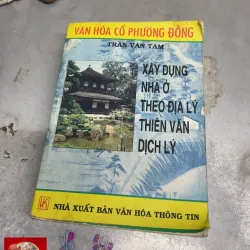 VĂN HÓA CỔ PHƯƠNG ĐÔNG
TRẦN VĂN TAM
XÂY DỰNG
NHÀ Ở
THEO ĐỊA LÝ
THIÊN VĂN
DỊCH LÝ
NHÀ XUẤT BẢN VĂN HÓA THÔNG TIN